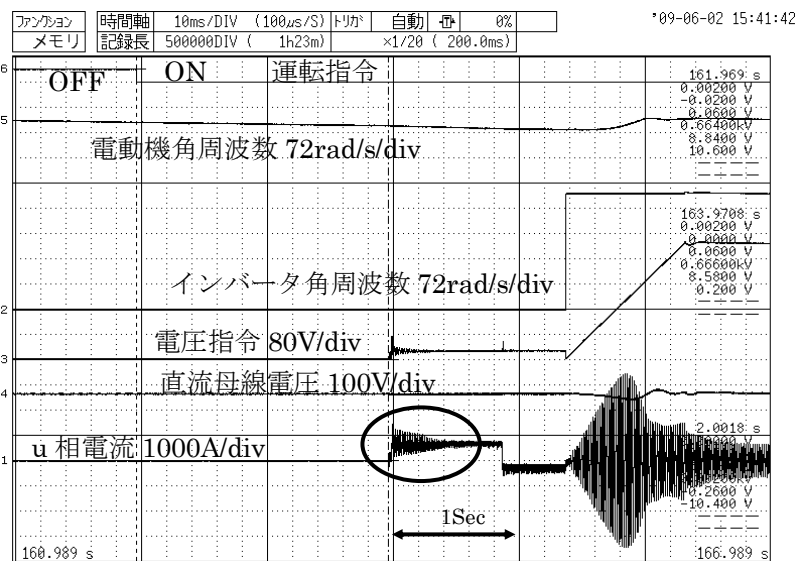 ファンクション 時間軸 10ms/DIV (100µs/S) トリガ 自動 0% '09-06-02 15:41:42
メモリ 記録長 500000DIV ( 1h23m) ×1/20 ( 200.0ms)
6 OFF ON 運転指令
161.969 s
0.00200 V
-0.0200 V
0.0600 V
5 0.66400kV
8.8400 V
10.600 V
電動機角周波数 72rad/s/div
163.9708 s
0.00200 V
0.0000 V
0.0600 V
0.66600kV
8.5800 V
0.200 V
インバータ角周波数 72rad/s/div
2
電圧指令 80V/div
3
直流母線電圧 100V/div
4
2.0018 s
u 相電流 1000A/div
1
-0.2600 V
-10.400 V
1Sec
160.989 s 166.989 s